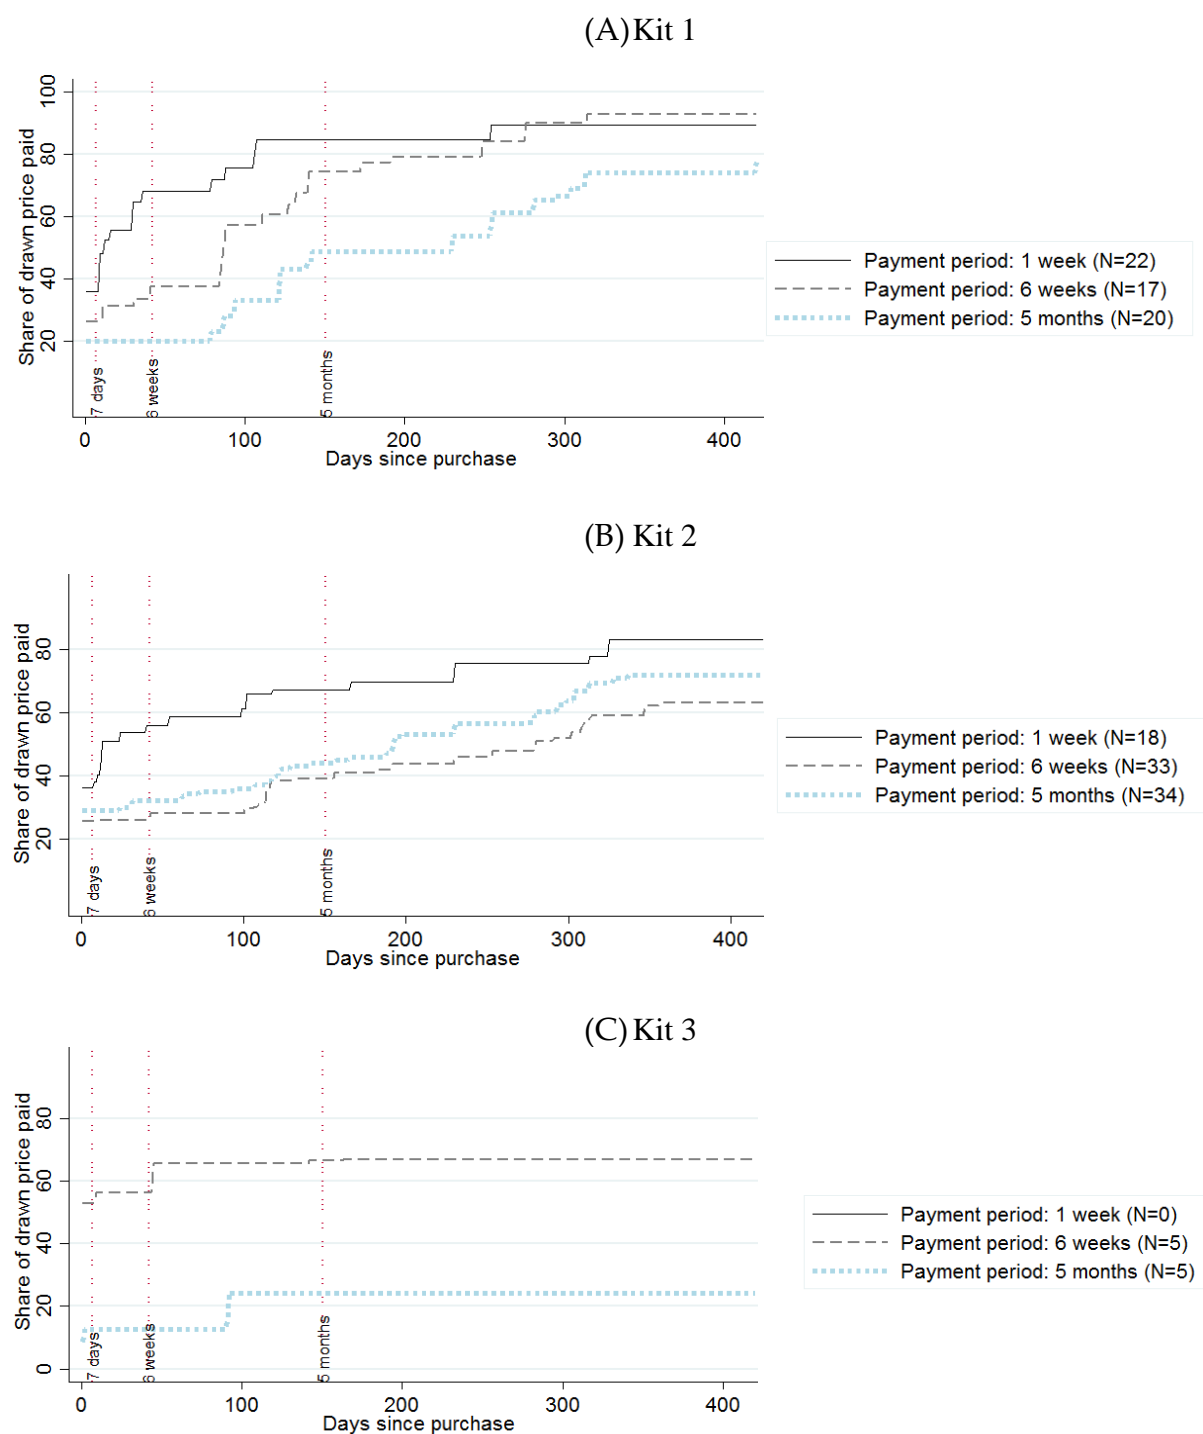 (A) Kit 1
Share of drawn price paid
100
80
60
40
20
7 days
6 weeks
5 months
0 100 200 300 400
Days since purchase
Payment period: 1 week (N=22)
Payment period: 6 weeks (N=17)
Payment period: 5 months (N=20)
(B) Kit 2
Share of drawn price paid
80
60
40
20
7 days
6 weeks
5 months
0 100 200 300 400
Days since purchase
Payment period: 1 week (N=18)
Payment period: 6 weeks (N=33)
Payment period: 5 months (N=34)
(C) Kit 3
Share of drawn price paid
80
60
40
20
0
7 days
6 weeks
5 months
0 100 200 300 400
Days since purchase
Payment period: 1 week (N=0)
Payment period: 6 weeks (N=5)
Payment period: 5 months (N=5)